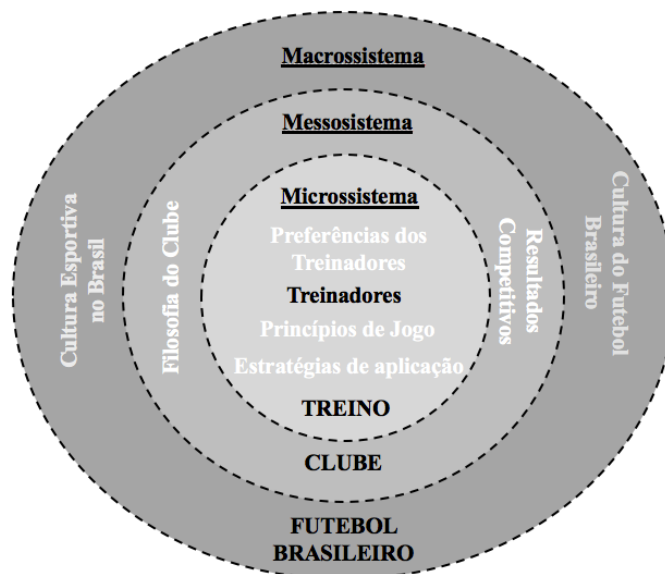 Macrossistema
Messosistema
Microssistema
Cultura Esportiva
no Brasil
Filosofia do Clube
Preferências dos
Treinadores
Treinadores
Princípios de Jogo
Estratégias de aplicação
Resultados
Competitivos
Cultura do Futebol
Brasileiro
TREINO
CLUBE
FUTEBOL
BRASILEIRO